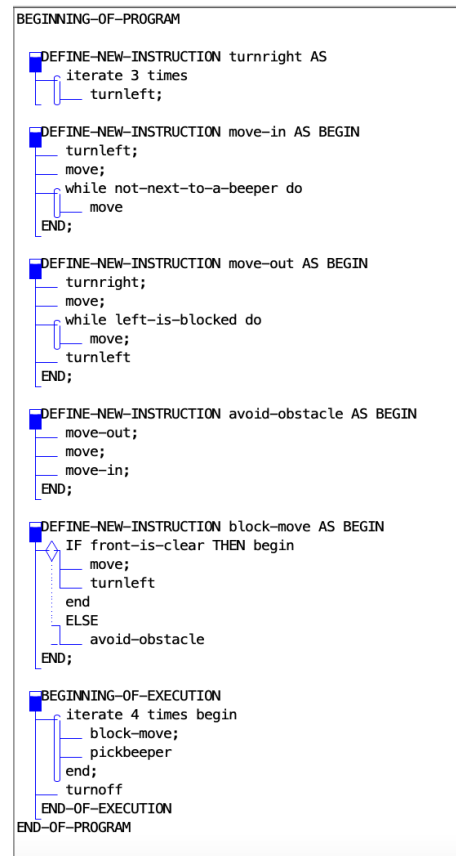 BEGINNING-OF-PROGRAM
DEFINE-NEW-INSTRUCTION turnright AS
iterate 3 times
turnleft;
DEFINE-NEW-INSTRUCTION move-in AS BEGIN
turnleft;
move;
while not-next-to-a-beeper do
move
END;
DEFINE-NEW-INSTRUCTION move-out AS BEGIN
turnright;
move;
while left-is-blocked do
move;
turnleft
END;
DEFINE-NEW-INSTRUCTION avoid-obstacle AS BEGIN
move-out;
move;
move-in;
END;
DEFINE-NEW-INSTRUCTION block-move AS BEGIN
IF front-is-clear THEN begin
move;
turnleft
end
ELSE
avoid-obstacle
END;
BEGINNING-OF-EXECUTION
iterate 4 times begin
block-move;
pickbeeper
end;
turnoff
END-OF-EXECUTION
END-OF-PROGRAM